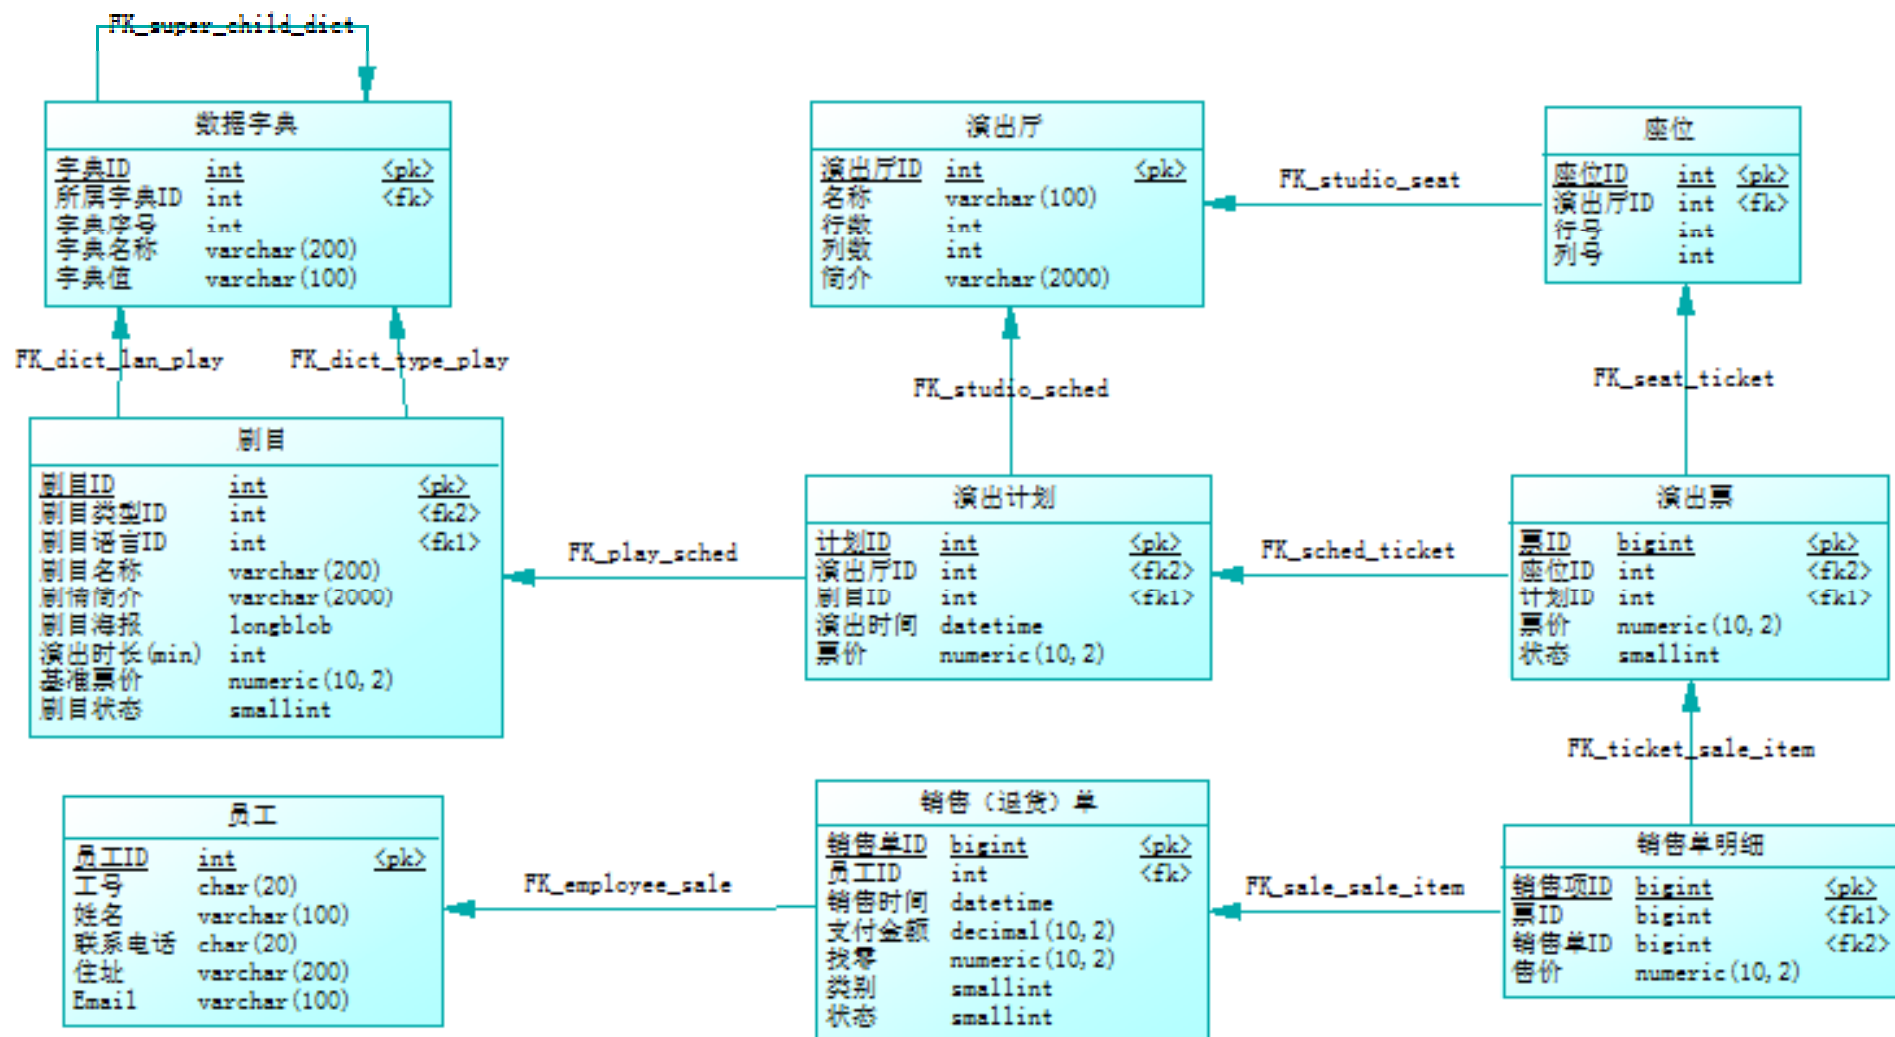 FK_super_child_dict
数据字典
字典ID int <pk>
所属字典ID int <fk>
字典序号 int
字典名称 varchar(200)
字典值 varchar(100)
演出厅
演出厅ID int <pk>
名称 varchar(100)
行数 int
列数 int
简介 varchar(2000)
FK_studio_seat
座位
座位ID int <pk>
演出厅ID int <fk>
行号 int
列号 int
FK_dict_lan_play
FK_dict_type_play
FK_studio_sched
FK_seat_ticket
剧目
剧目ID int <pk>
剧目类型ID int <fk2>
剧目语言ID int <fk1>
剧目名称 varchar(200)
剧情简介 varchar(2000)
剧目海报 longblob
演出时长(min) int
基准票价 numeric(10,2)
剧目状态 smallint
FK_play_sched
演出计划
计划ID int <pk>
演出厅ID int <fk2>
剧目ID int <fk1>
演出时间 datetime
票价 numeric(10,2)
FK_sched_ticket
演出票
票ID bigint <pk>
座位ID int <fk2>
计划ID int <fk1>
票价 numeric(10,2)
状态 smallint
FK_ticket_sale_item
员工
员工ID int <pk>
工号 char(20)
姓名 varchar(100)
联系电话 char(20)
住址 varchar(200)
Email varchar(100)
FK_employee_sale
销售（退货）单
销售单ID bigint <pk>
员工ID int <fk>
销售时间 datetime
支付金额 decimal(10,2)
找零 numeric(10,2)
类别 smallint
状态 smallint
FK_sale_sale_item
销售单明细
销售项ID bigint <pk>
票ID bigint <fk1>
销售单ID bigint <fk2>
售价 numeric(10,2)